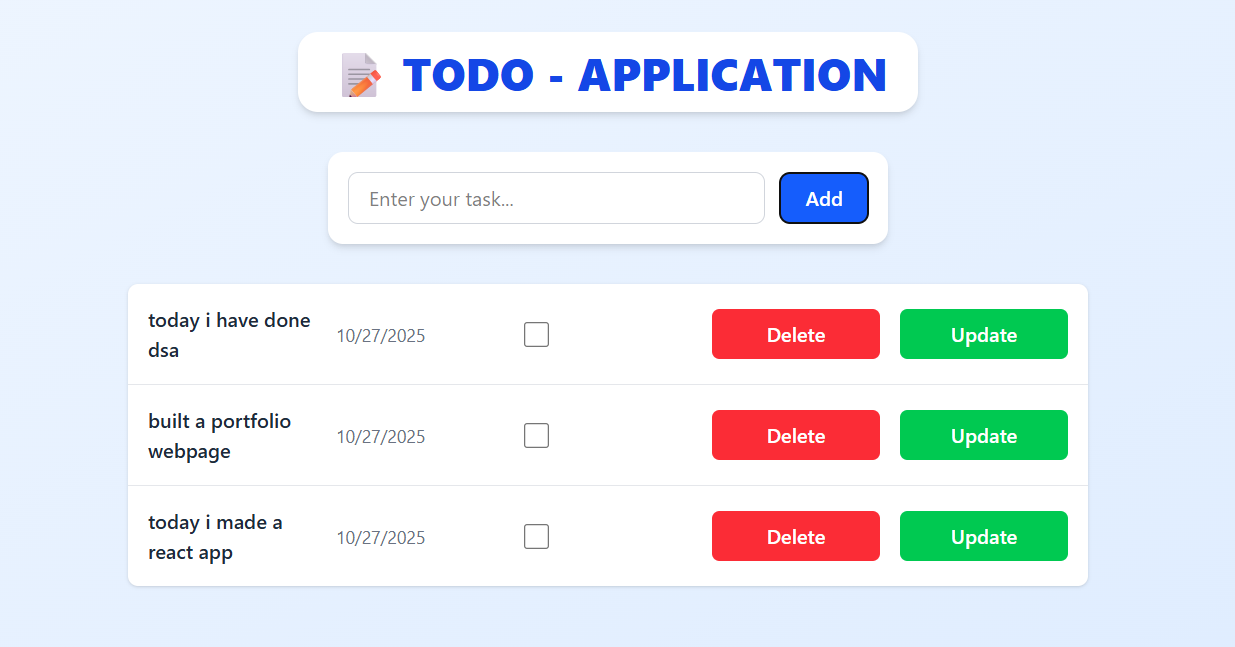 TODO - APPLICATION
Enter your task...
Add
today i have done
dsa
10/27/2025
Delete
Update
built a portfolio
webpage
10/27/2025
Delete
Update
today i made a
react app
10/27/2025
Delete
Update